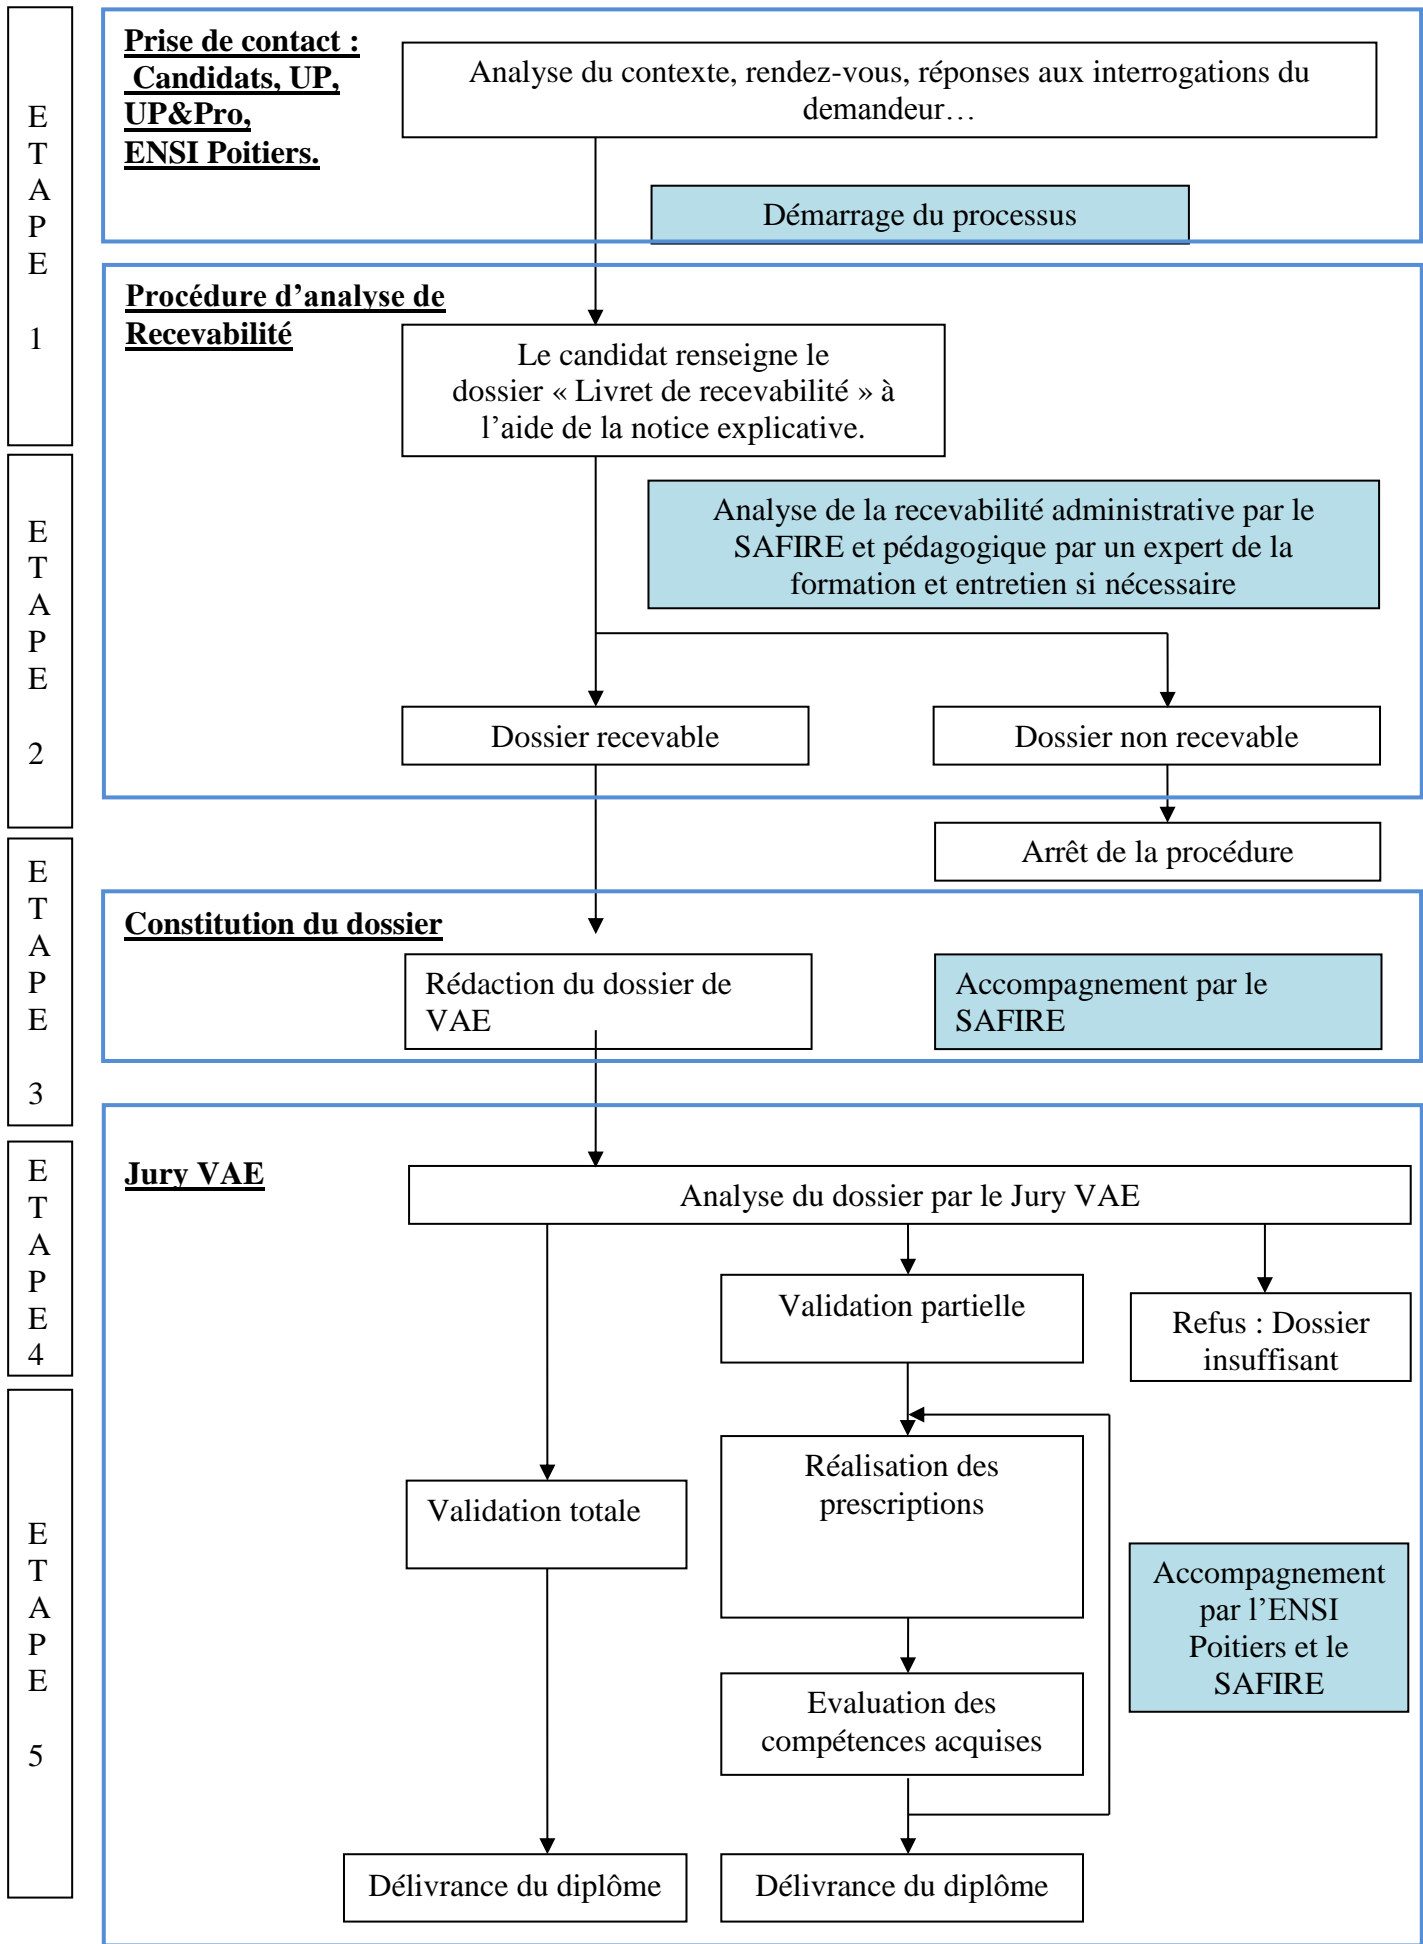 E
T
A
P
E
1
Prise de contact :
Candidats, UP,
UP&Pro,
ENSI Poitiers.
Analyse du contexte, rendez-vous, réponses aux interrogations du
demandeur…
Démarrage du processus
Procédure d’analyse de
Recevabilité
Le candidat renseigne le
dossier « Livret de recevabilité » à
l’aide de la notice explicative.
E
T
A
P
E
2
Analyse de la recevabilité administrative par le
SAFIRE et pédagogique par un expert de la
formation et entretien si nécessaire
Dossier recevable
Dossier non recevable
Arrêt de la procédure
E
T
A
P
E
3
Constitution du dossier
Rédaction du dossier de
VAE
Accompagnement par le
SAFIRE
E
T
A
P
E
4
Jury VAE
Analyse du dossier par le Jury VAE
Validation partielle
Refus : Dossier
insuffisant
E
T
A
P
E
5
Réalisation des
prescriptions
Validation totale
Accompagnement
par l’ENSI
Poitiers et le
SAFIRE
Evaluation des
compétences acquises
Délivrance du diplôme
Délivrance du diplôme